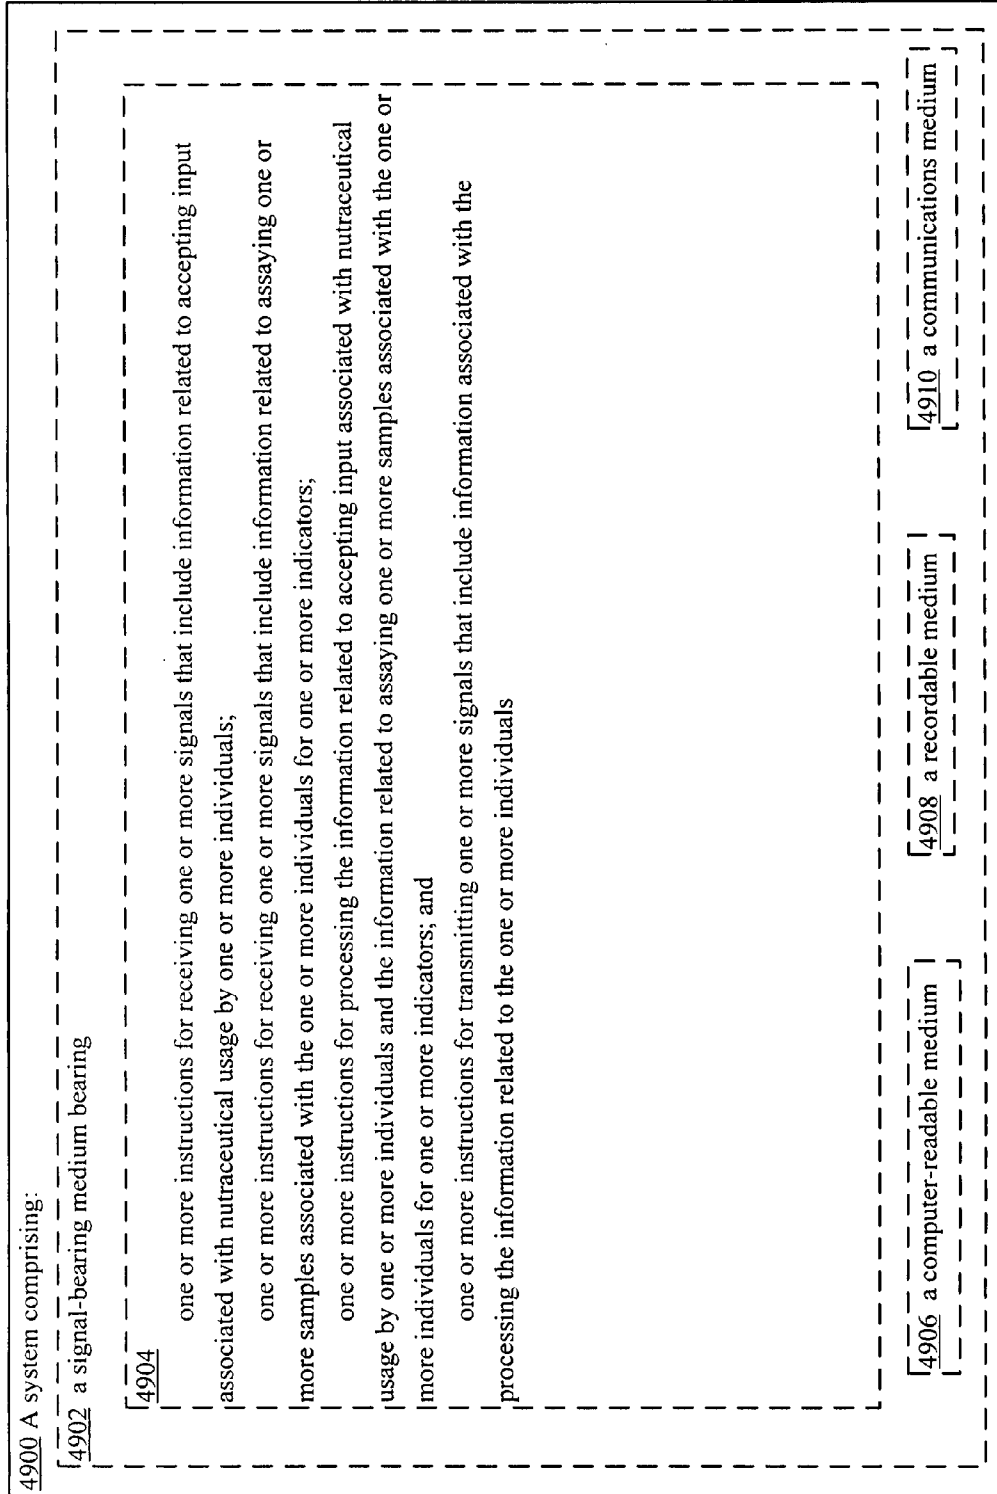 4900 A system comprising:
4902 a signal-bearing medium bearing
4904
one or more instructions for receiving one or more signals that include information related to accepting input
associated with nutraceutical usage by one or more individuals;
one or more instructions for receiving one or more signals that include information related to assaying one or
more samples associated with the one or more individuals for one or more indicators;
one or more instructions for processing the information related to accepting input associated with nutraceutical
usage by one or more individuals and the information related to assaying one or more samples associated with the one or
more individuals for one or more indicators; and
one or more instructions for transmitting one or more signals that include information associated with the
processing the information related to the one or more individuals
4906 a computer-readable medium
4908 a recordable medium
4910 a communications medium